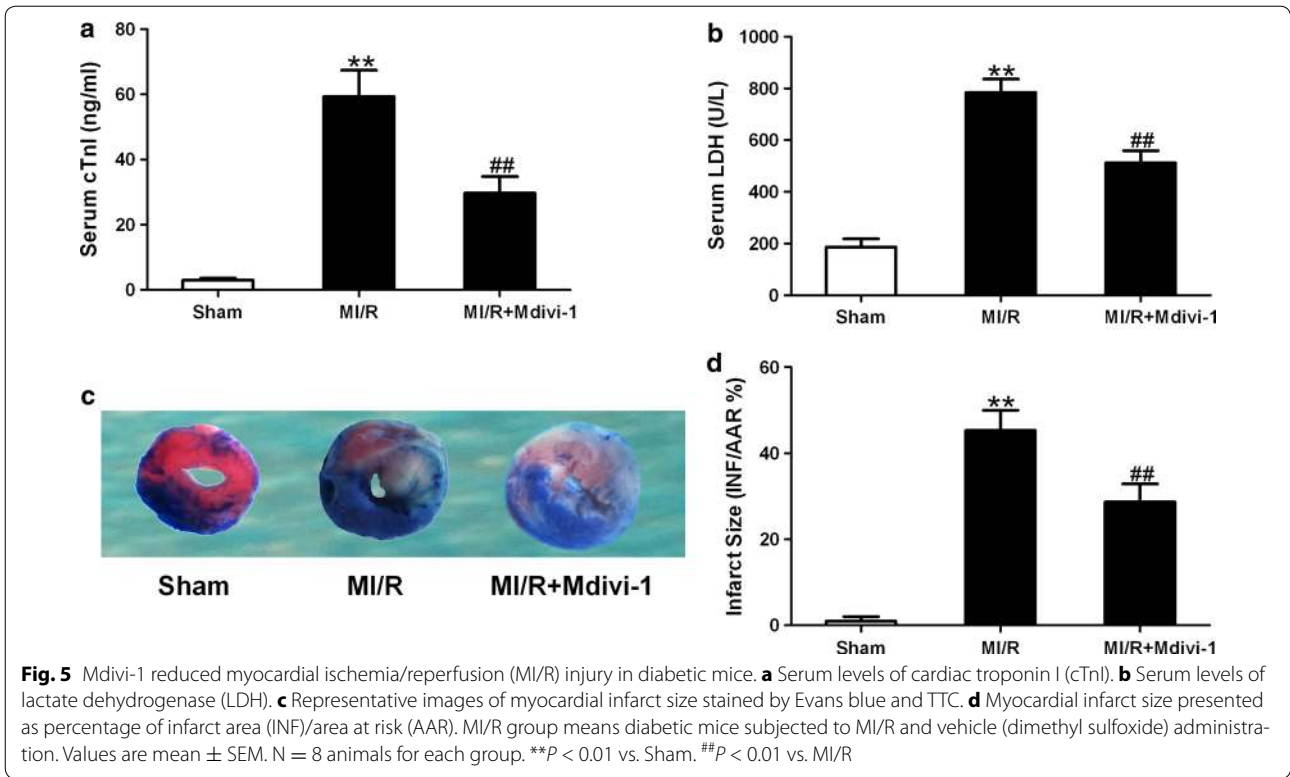 a
Serum cTnI (ng/ml)
80
60
40
20
0
**
##
Sham MI/R MI/R+Mdivi-1
b
Serum LDH (U/L)
1000
800
600
400
200
0
**
##
Sham MI/R MI/R+Mdivi-1
c
Sham MI/R MI/R+Mdivi-1
d
Infarct Size (INF/AAR %)
60
40
20
0
**
##
Sham MI/R MI/R+Mdivi-1
Fig. 5 Mdivi-1 reduced myocardial ischemia/reperfusion (MI/R) injury in diabetic mice. a Serum levels of cardiac troponin I (cTnI). b Serum levels of
lactate dehydrogenase (LDH). c Representative images of myocardial infarct size stained by Evans blue and TTC. d Myocardial infarct size presented
as percentage of infarct area (INF)/area at risk (AAR). MI/R group means diabetic mice subjected to MI/R and vehicle (dimethyl sulfoxide) administra-
tion. Values are mean ± SEM. N = 8 animals for each group. **P < 0.01 vs. Sham. ##P < 0.01 vs. MI/R